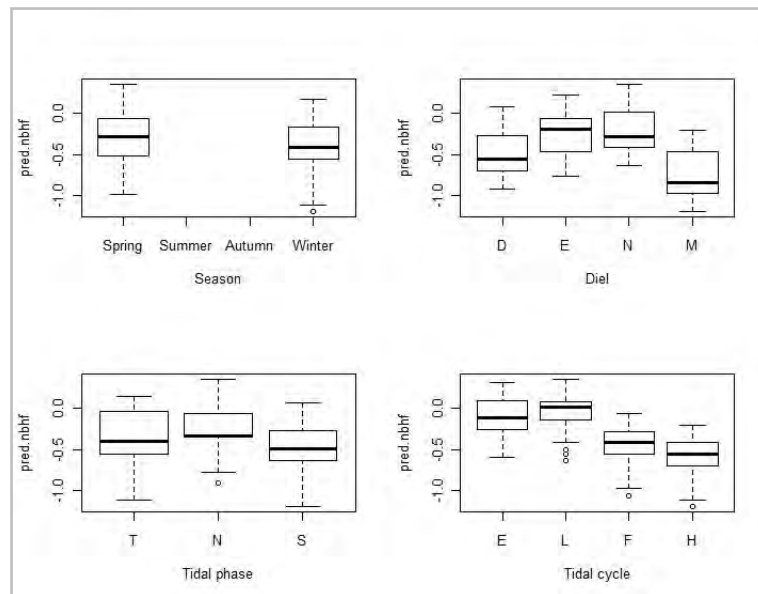 pred.nbhf
0.0
-0.5
-1.0
Spring Summer Autumn Winter
Season
pred.nbhf
0.0
-0.5
-1.0
D E N M
Diel
pred.nbhf
0.0
-0.5
-1.0
T N S
Tidal phase
pred.nbhf
0.0
-0.5
-1.0
E L F H
Tidal cycle